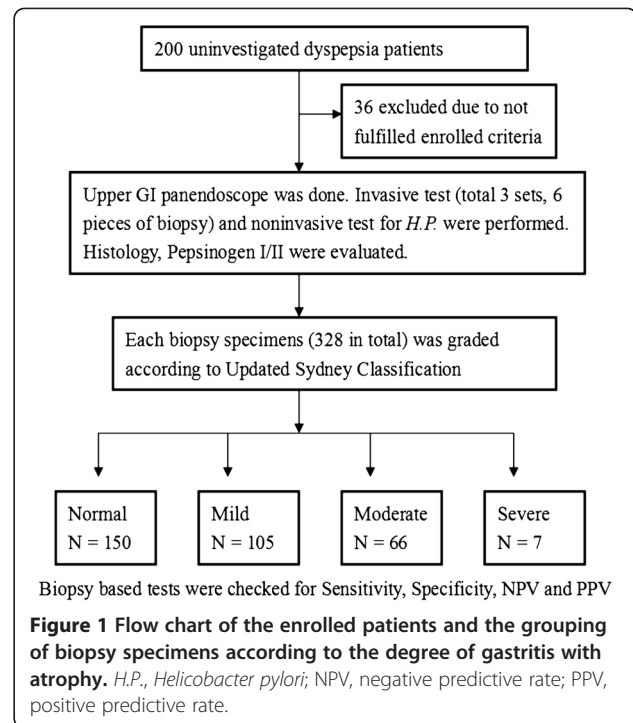 200 uninvestigated dyspepsia patients
36 excluded due to not
fulfilled enrolled criteria
Upper GI panendoscope was done. Invasive test (total 3 sets, 6
pieces of biopsy) and noninvasive test for H.P. were performed.
Histology, Pepsinogen I/II were evaluated.
Each biopsy specimens (328 in total) was graded
according to Updated Sydney Classification
Normal
N = 150
Mild
N = 105
Moderate
N = 66
Severe
N = 7
Biopsy based tests were checked for Sensitivity, Specificity, NPV and PPV
Figure 1 Flow chart of the enrolled patients and the grouping
of biopsy specimens according to the degree of gastritis with
atrophy. H.P., Helicobacter pylori; NPV, negative predictive rate; PPV,
positive predictive rate.